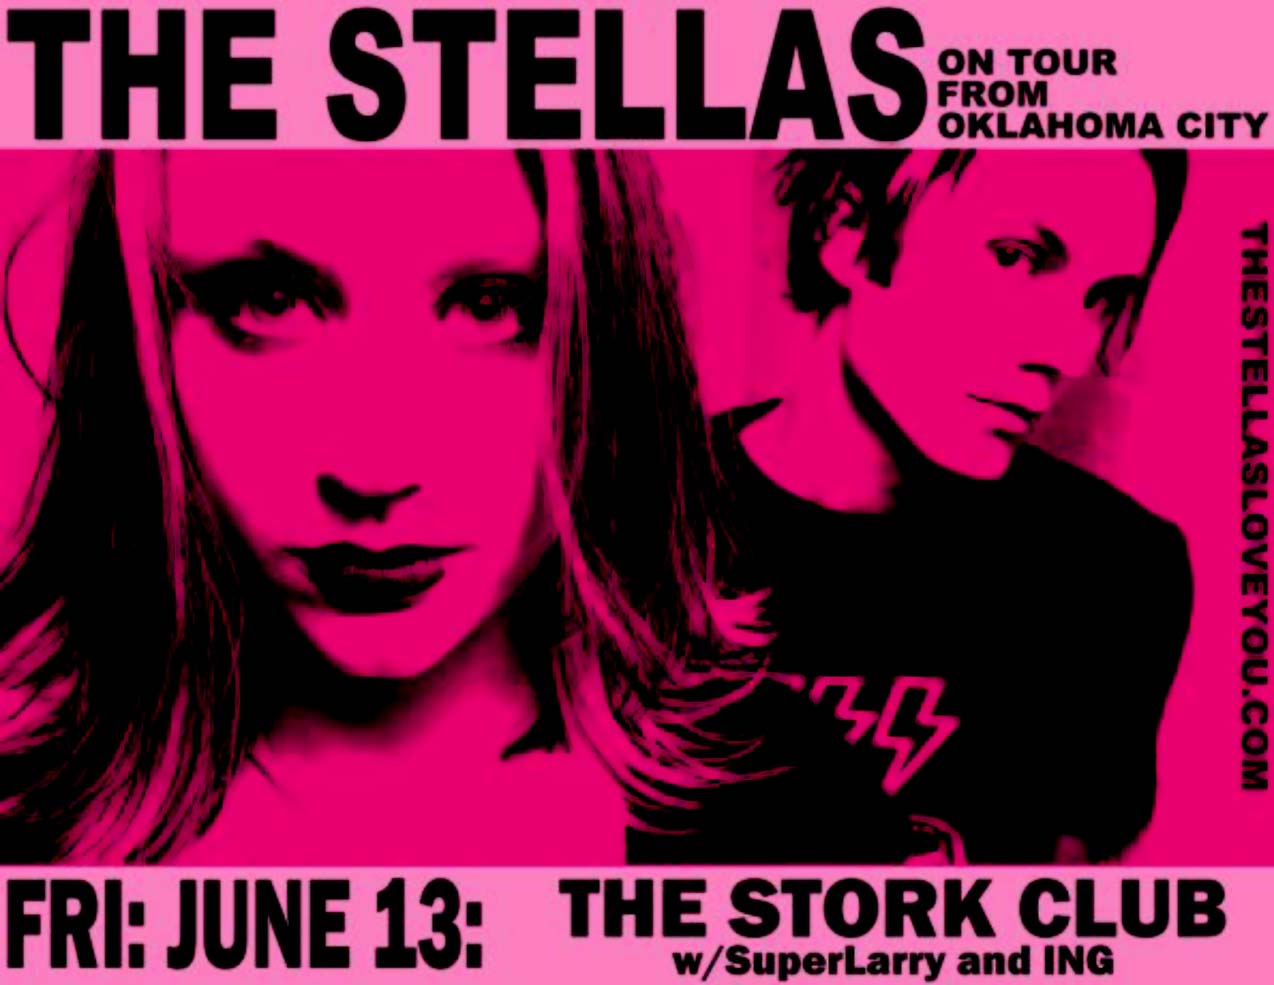 THE STELLAS
ON TOUR
FROM
OKLAHOMA CITY
THESTELLASLOVEYOU.COM
FRI: JUNE 13:
THE STORK CLUB
w/SuperLarry and ING